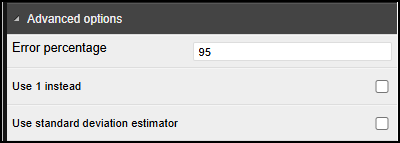 Advanced options
Error percentage
95
Use 1 instead
Use standard deviation estimator